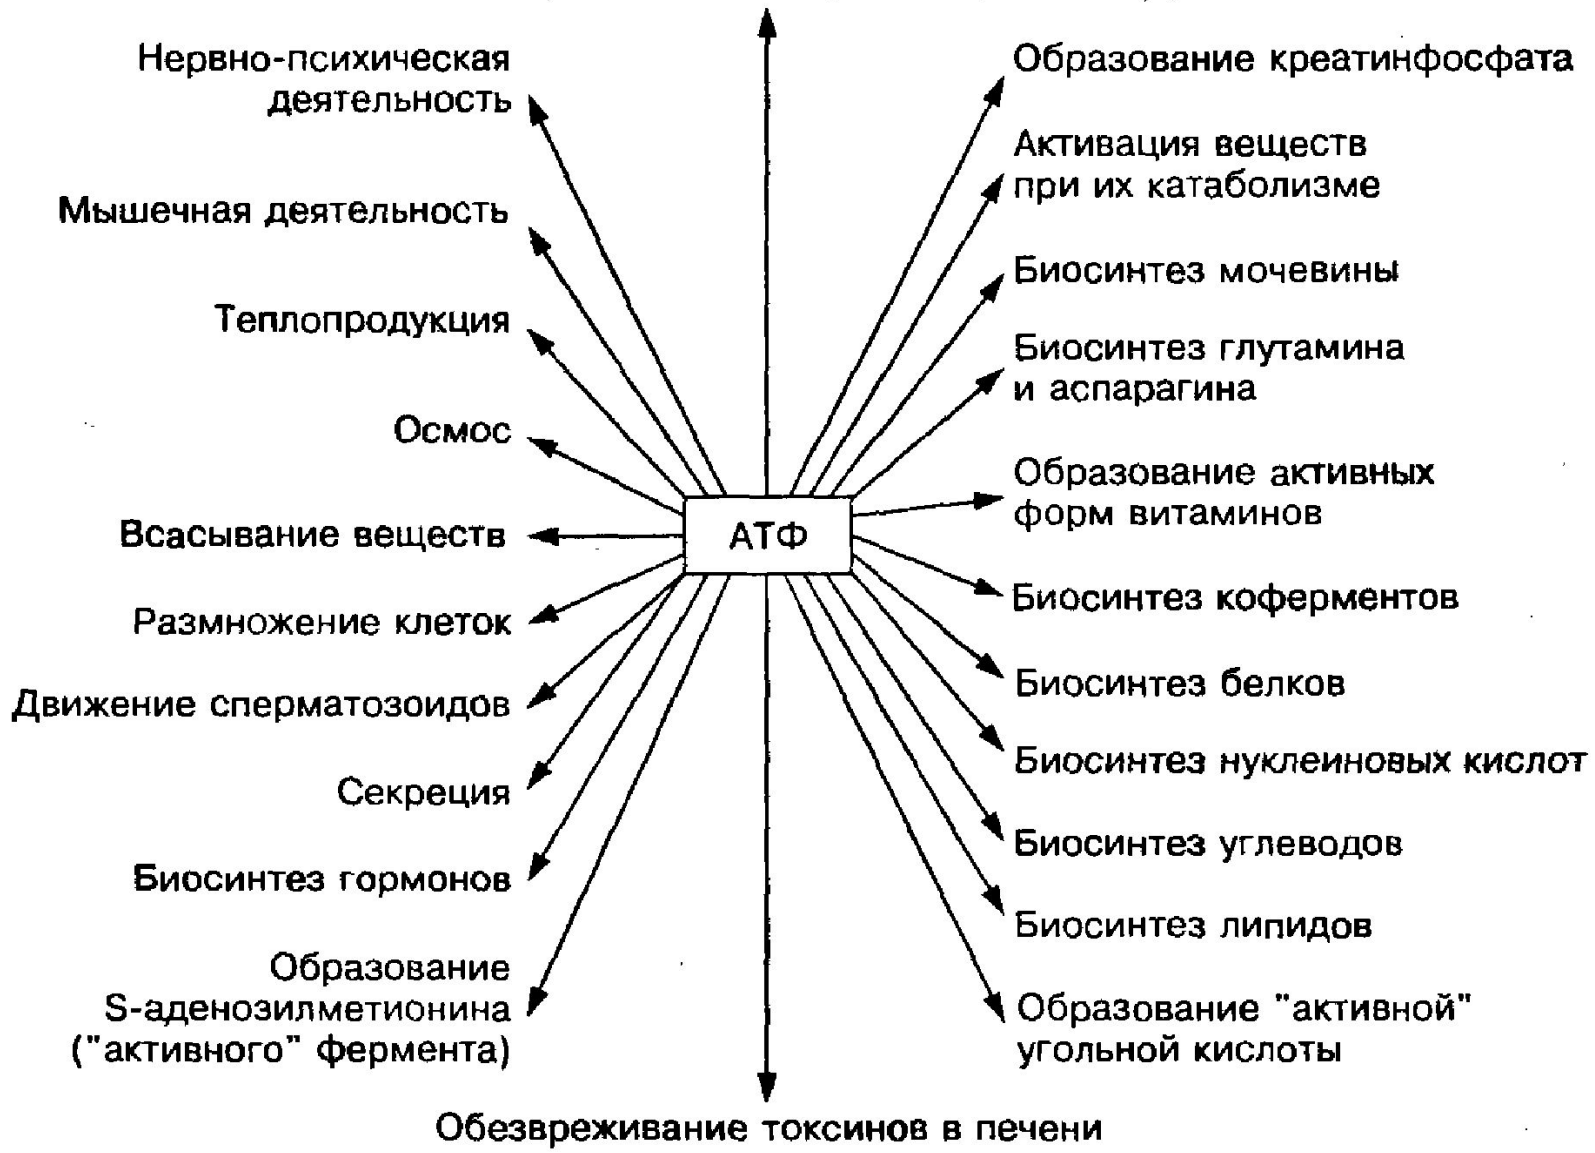 Нервно-психическая
деятельность
Мышечная деятельность
Теплопродукция
Осмос
Всасывание веществ
Размножение клеток
Движение сперматозоидов
Секреция
Биосинтез гормонов
Образование
S-аденозилметионина
("активного" фермента)
АТФ
Образование креатинфосфата
Активация веществ
при их катаболизме
Биосинтез мочевины
Биосинтез глутамина
и аспарагина
Образование активных
форм витаминов
Биосинтез коферментов
Биосинтез белков
Биосинтез нуклеиновых кислот
Биосинтез углеводов
Биосинтез липидов
Образование "активной"
угольной кислоты
Обезвреживание токсинов в печени